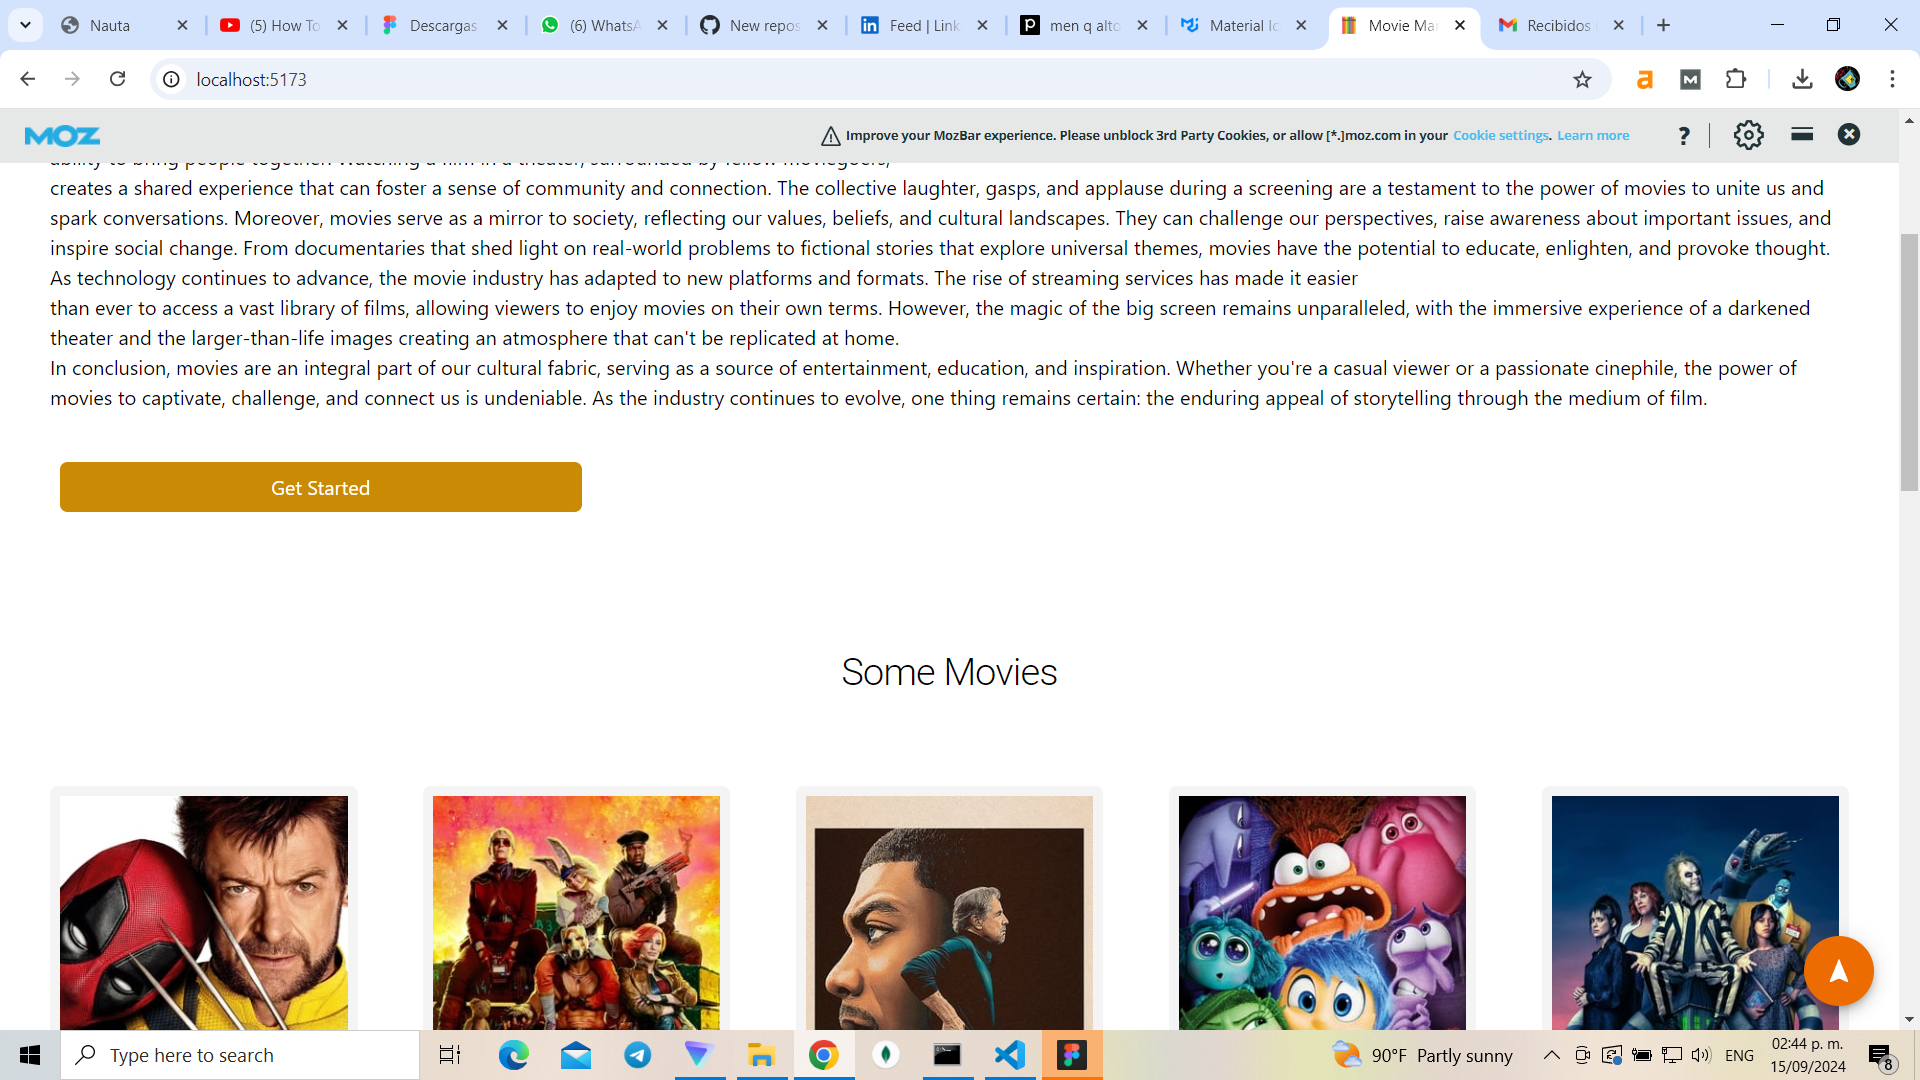 Nauta
(5) How To
Descargas
(6) WhatsA
New repos
Feed | Link
men q alto
Material Ic
Movie Mar
Recibidos
localhost:5173
MOZ
Improve your MozBar experience. Please unblock 3rd Party Cookies, or allow [*.]moz.com in your Cookie settings. Learn more
?
ability to bring people together. Watching a film in a theater, surrounded by fellow moviegoers,
creates a shared experience that can foster a sense of community and connection. The collective laughter, gasps, and applause during a screening are a testament to the power of movies to unite us and
spark conversations. Moreover, movies serve as a mirror to society, reflecting our values, beliefs, and cultural landscapes. They can challenge our perspectives, raise awareness about important issues, and
inspire social change. From documentaries that shed light on real-world problems to fictional stories that explore universal themes, movies have the potential to educate, enlighten, and provoke thought.
As technology continues to advance, the movie industry has adapted to new platforms and formats. The rise of streaming services has made it easier
than ever to access a vast library of films, allowing viewers to enjoy movies on their own terms. However, the magic of the big screen remains unparalleled, with the immersive experience of a darkened
theater and the larger-than-life images creating an atmosphere that can't be replicated at home.
In conclusion, movies are an integral part of our cultural fabric, serving as a source of entertainment, education, and inspiration. Whether you're a casual viewer or a passionate cinephile, the power of
movies to captivate, challenge, and connect us is undeniable. As the industry continues to evolve, one thing remains certain: the enduring appeal of storytelling through the medium of film.
Get Started
Some Movies
Type here to search
90°F Partly sunny
ENG
02:44 p. m.
15/09/2024
8